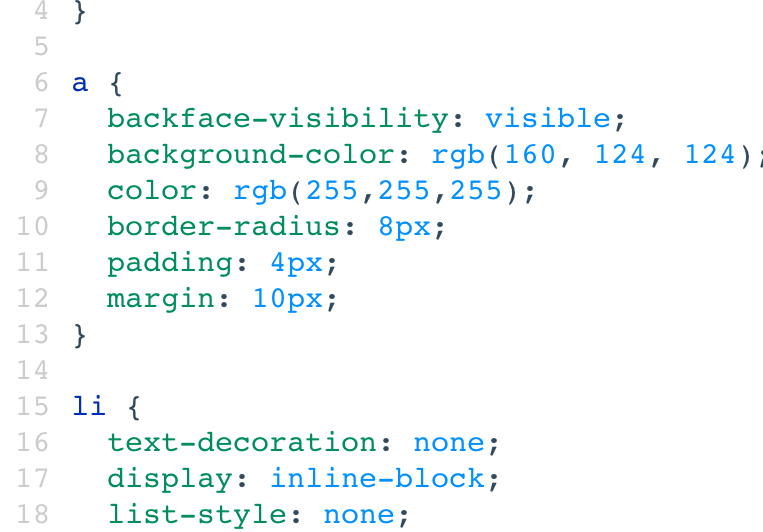 4 }
5
6 a {
7   backface-visibility: visible;
8   background-color: rgb(160, 124, 124);
9   color: rgb(255,255,255);
10   border-radius: 8px;
11   padding: 4px;
12   margin: 10px;
13 }
14
15 li {
16   text-decoration: none;
17   display: inline-block;
18   list-style: none;